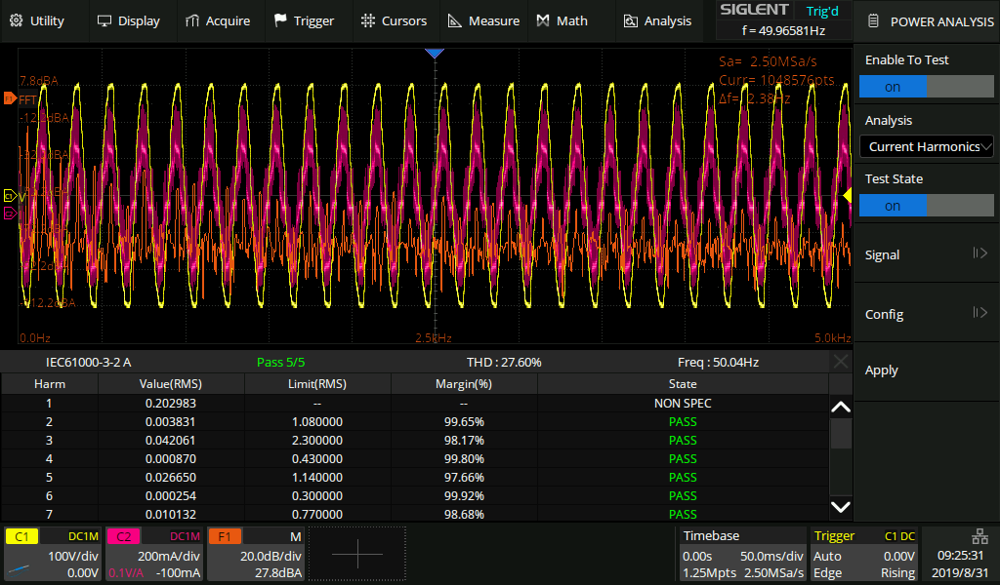 Utility
Display
Acquire
Trigger
Cursors
Measure
Math
Analysis
SIGLENT
Trig'd
f = 49.96581Hz
POWER ANALYSIS
Sa= 2.50MSa/s
Curr= 1048576pts
Δf= 2.38Hz
7.8dBA
F1
FFT
-12.2dBA
C1
V
0.0Hz
2.5kHz
5.0kHz
Enable To Test
on
Analysis
Current Harmonics
Test State
on
Signal
Config
Apply
IEC61000-3-2 A Pass 5/5 THD : 27.60% Freq : 50.04Hz
Harm Value(RMS) Limit(RMS) Margin(%) State
1 0.202983 -- -- NON SPEC
2 0.003831 1.080000 99.65% PASS
3 0.042061 2.300000 98.17% PASS
4 0.000870 0.430000 99.80% PASS
5 0.026650 1.140000 97.66% PASS
6 0.000254 0.300000 99.92% PASS
7 0.010132 0.770000 98.68% PASS
C1 DC1M
100V/div
0.00V
C2 DC1M
200mA/div
0.1V/A -100mA
F1 M
20.0dB/div
27.8dBA
Timebase
0.00s 50.0ms/div
1.25Mpts 2.50MSa/s
Trigger C1 DC
Auto 0.00V
Edge Rising
09:25:31
2019/8/31